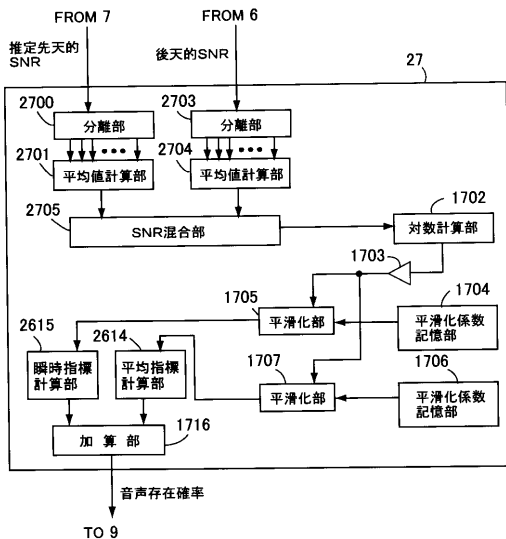 FROM 7
FROM 6
推定先天的
SNR
後天的SNR
27
2700
分離部
2703
分離部
2701
平均値計算部
2704
平均値計算部
2705
SNR混合部
1702
対数計算部
1703
1705
平滑化部
1704
平滑化係数
記憶部
2615
瞬時指標
計算部
2614
平均指標
計算部
1707
平滑化部
1706
平滑化係数
記憶部
加算部
1716
音声存在確率
TO 9